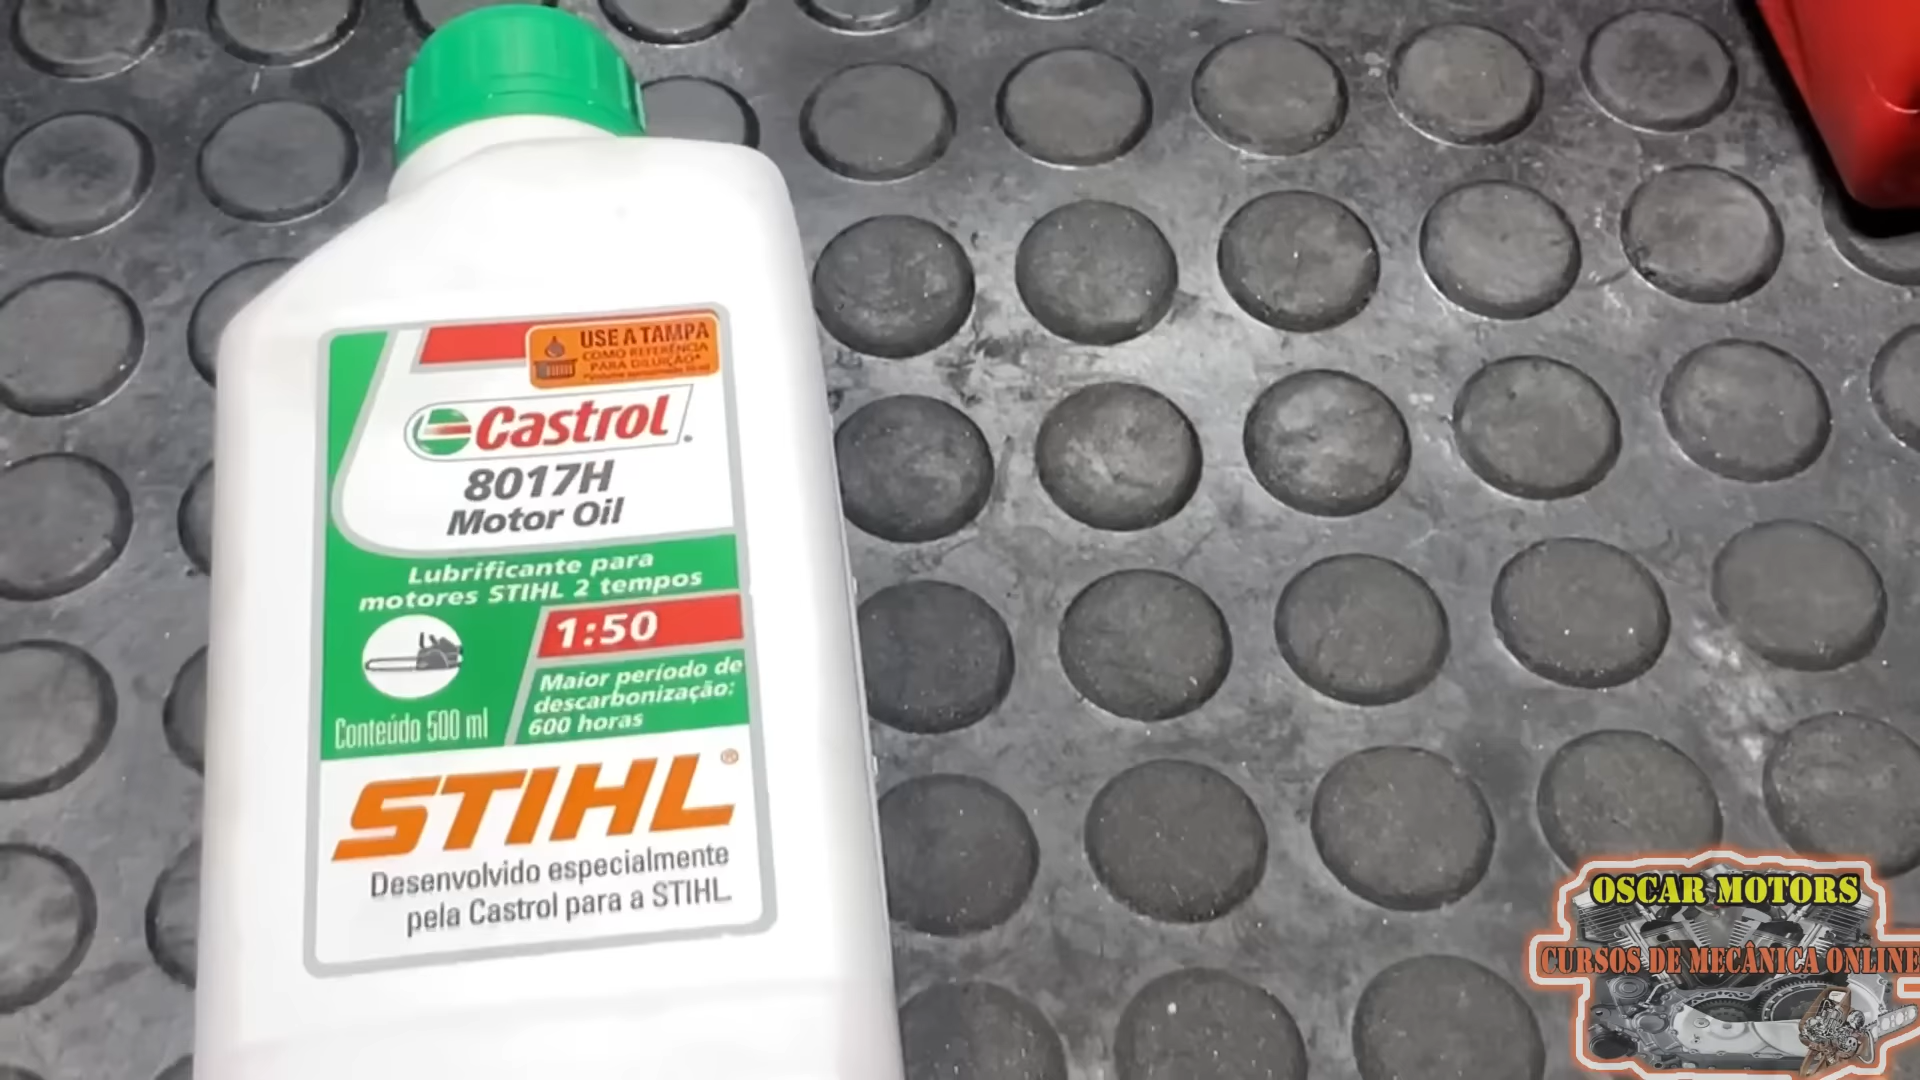 USE A TAMPA
COMO REFERÊNCIA
PARA DILUIÇÃO*
Castrol
8017H
Motor Oil
Lubrificante para
motores STIHL 2 tempos
1:50
Maior período de
descarbonização:
600 horas
Conteúdo 500 ml
STIHL®
Desenvolvido especialmente
pela Castrol para a STIHL.
OSCAR MOTORS
CURSOS DE MECÂNICA ONLINE